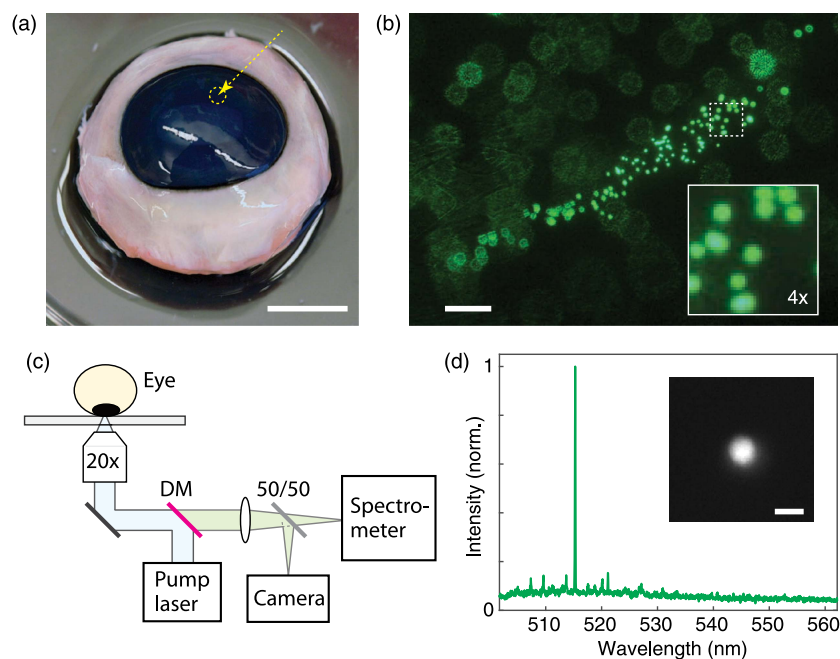 (a)
(b)
4x
(c)
Eye
20x
DM
50/50
Spectro-
meter
Pump
laser
Camera
(d)
1
Intensity (norm.)
0
510 520 530 540 550 560
Wavelength (nm)